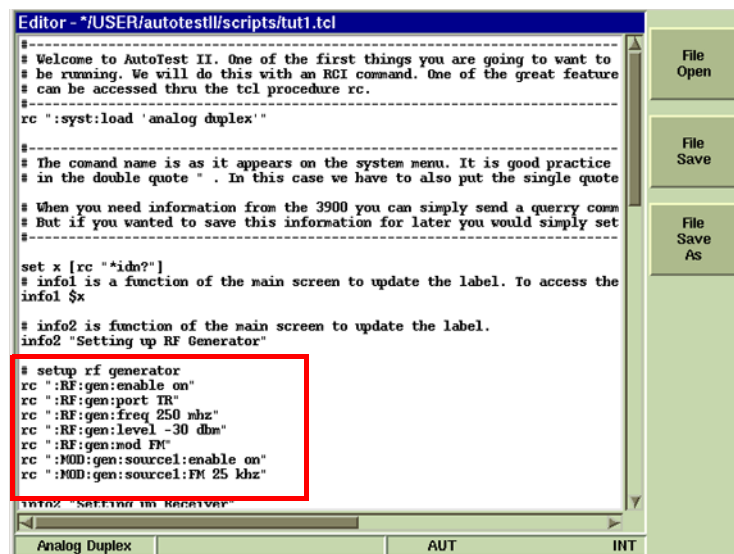 Editor - */USER/autotestII/scripts/tut1.tcl
#----------------------------------------------------------------------------
# Welcome to AutoTest II. One of the first things you are going to want to
# be running. We will do this with an RCI command. One of the great feature
# can be accessed thru the tcl procedure rc.
#----------------------------------------------------------------------------
rc ":syst:load 'analog duplex'"
#----------------------------------------------------------------------------
# The comand name is as it appears on the system menu. It is good practice
# in the double quote " . In this case we have to also put the single quote
# When you need information from the 3900 you can simply send a querry comm
# But if you wanted to save this information for later you would simply set
#----------------------------------------------------------------------------
set x [rc "*idn?"]
# info1 is a function of the main screen to update the label. To access the
info1 $x
# info2 is function of the main screen to update the label.
info2 "Setting up RF Generator"
# setup rf generator
rc ":RF:gen:enable on"
rc ":RF:gen:port TR"
rc ":RF:gen:freq 250 mhz"
rc ":RF:gen:level -30 dbm"
rc ":RF:gen:mod FM"
rc ":MOD:gen:source1:enable on"
rc ":MOD:gen:source1:FM 25 khz"
info2 "Setting up Receiver"
File
Open
File
Save
File
Save
As
Analog Duplex
AUT
INT